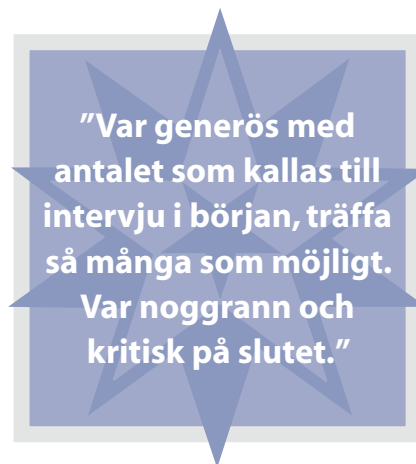 ”Var generös med
antalet som kallas till
intervju i början, träffa
så många som möjligt.
Var noggrann och
kritisk på slutet.”